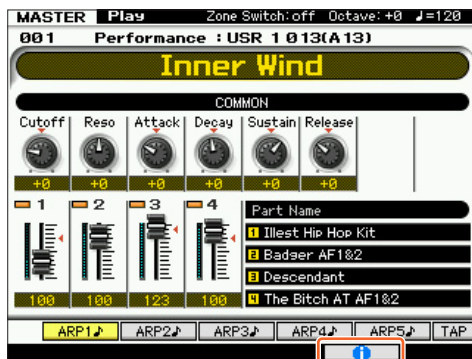 MASTER Play Zone Switch:off Octave:+0 ♩=120
001 Performance :USR 1013(A13)
Inner Wind
COMMON
Cutoff Reso Attack Decay Sustain Release
+0 +0 +0 +0 +0 +0
1 2 3 4
Part Name
1 Illest Hip Hop Kit
2 Badger AF1&2
3 Descendant
4 The Bitch AT AF1&2
100 100 123 100
ARP1♪ ARP2♪ ARP3♪ ARP4♪ ARP5♪ TAP
i